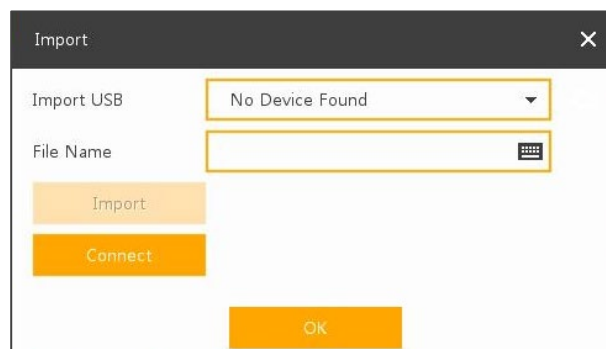 Import
Import USB No Device Found
File Name
Import
Connect
OK